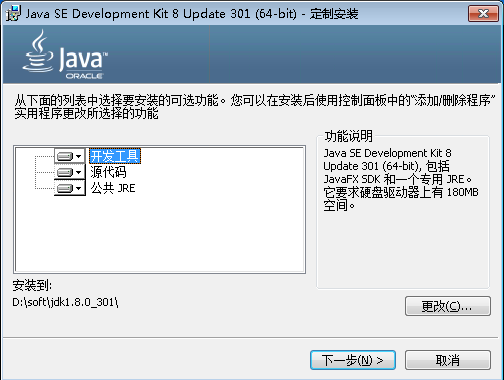 Java SE Development Kit 8 Update 301 (64-bit) - 定制安装
Java
ORACLE
从下面的列表中选择要安装的可选功能。您可以在安装后使用控制面板中的“添加/删除程序”
实用程序更改所选择的功能
开发工具
源代码
公共 JRE
功能说明
Java SE Development Kit 8
Update 301 (64-bit), 包括
JavaFX SDK 和一个专用 JRE。
它要求硬盘驱动器上有 180MB
空间。
安装到:
D:\soft\jdk1.8.0_301\
更改(C)...
下一步(N) >
取消